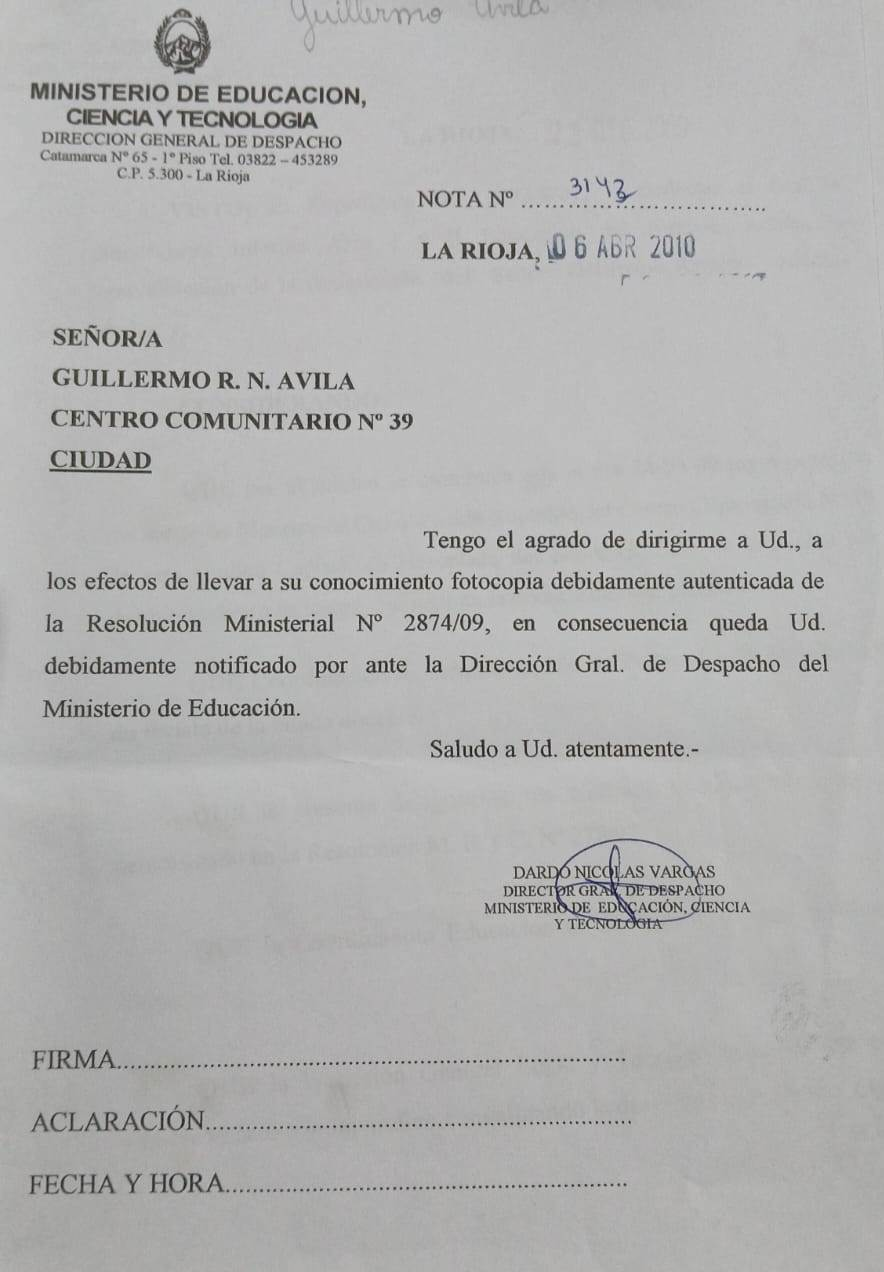 Guillermo Avila
MINISTERIO DE EDUCACION,
CIENCIA Y TECNOLOGIA
DIRECCION GENERAL DE DESPACHO
Catamarca Nº 65 - 1º Piso Tel. 03822 – 453289
C.P. 5.300 - La Rioja
NOTA Nº 3143
LA RIOJA, 06 ABR 2010
SEÑOR/A
GUILLERMO R. N. AVILA
CENTRO COMUNITARIO Nº 39
CIUDAD
Tengo el agrado de dirigirme a Ud., a
los efectos de llevar a su conocimiento fotocopia debidamente autenticada de
la Resolución Ministerial Nº 2874/09, en consecuencia queda Ud.
debidamente notificado por ante la Dirección Gral. de Despacho del
Ministerio de Educación.
Saludo a Ud. atentamente.-
DARDO NICOLAS VARGAS
DIRECTOR GRAL. DE DESPACHO
MINISTERIO DE EDUCACIÓN, CIENCIA
Y TECNOLOGIA
FIRMA..............................
ACLARACIÓN..............................
FECHA Y HORA..............................